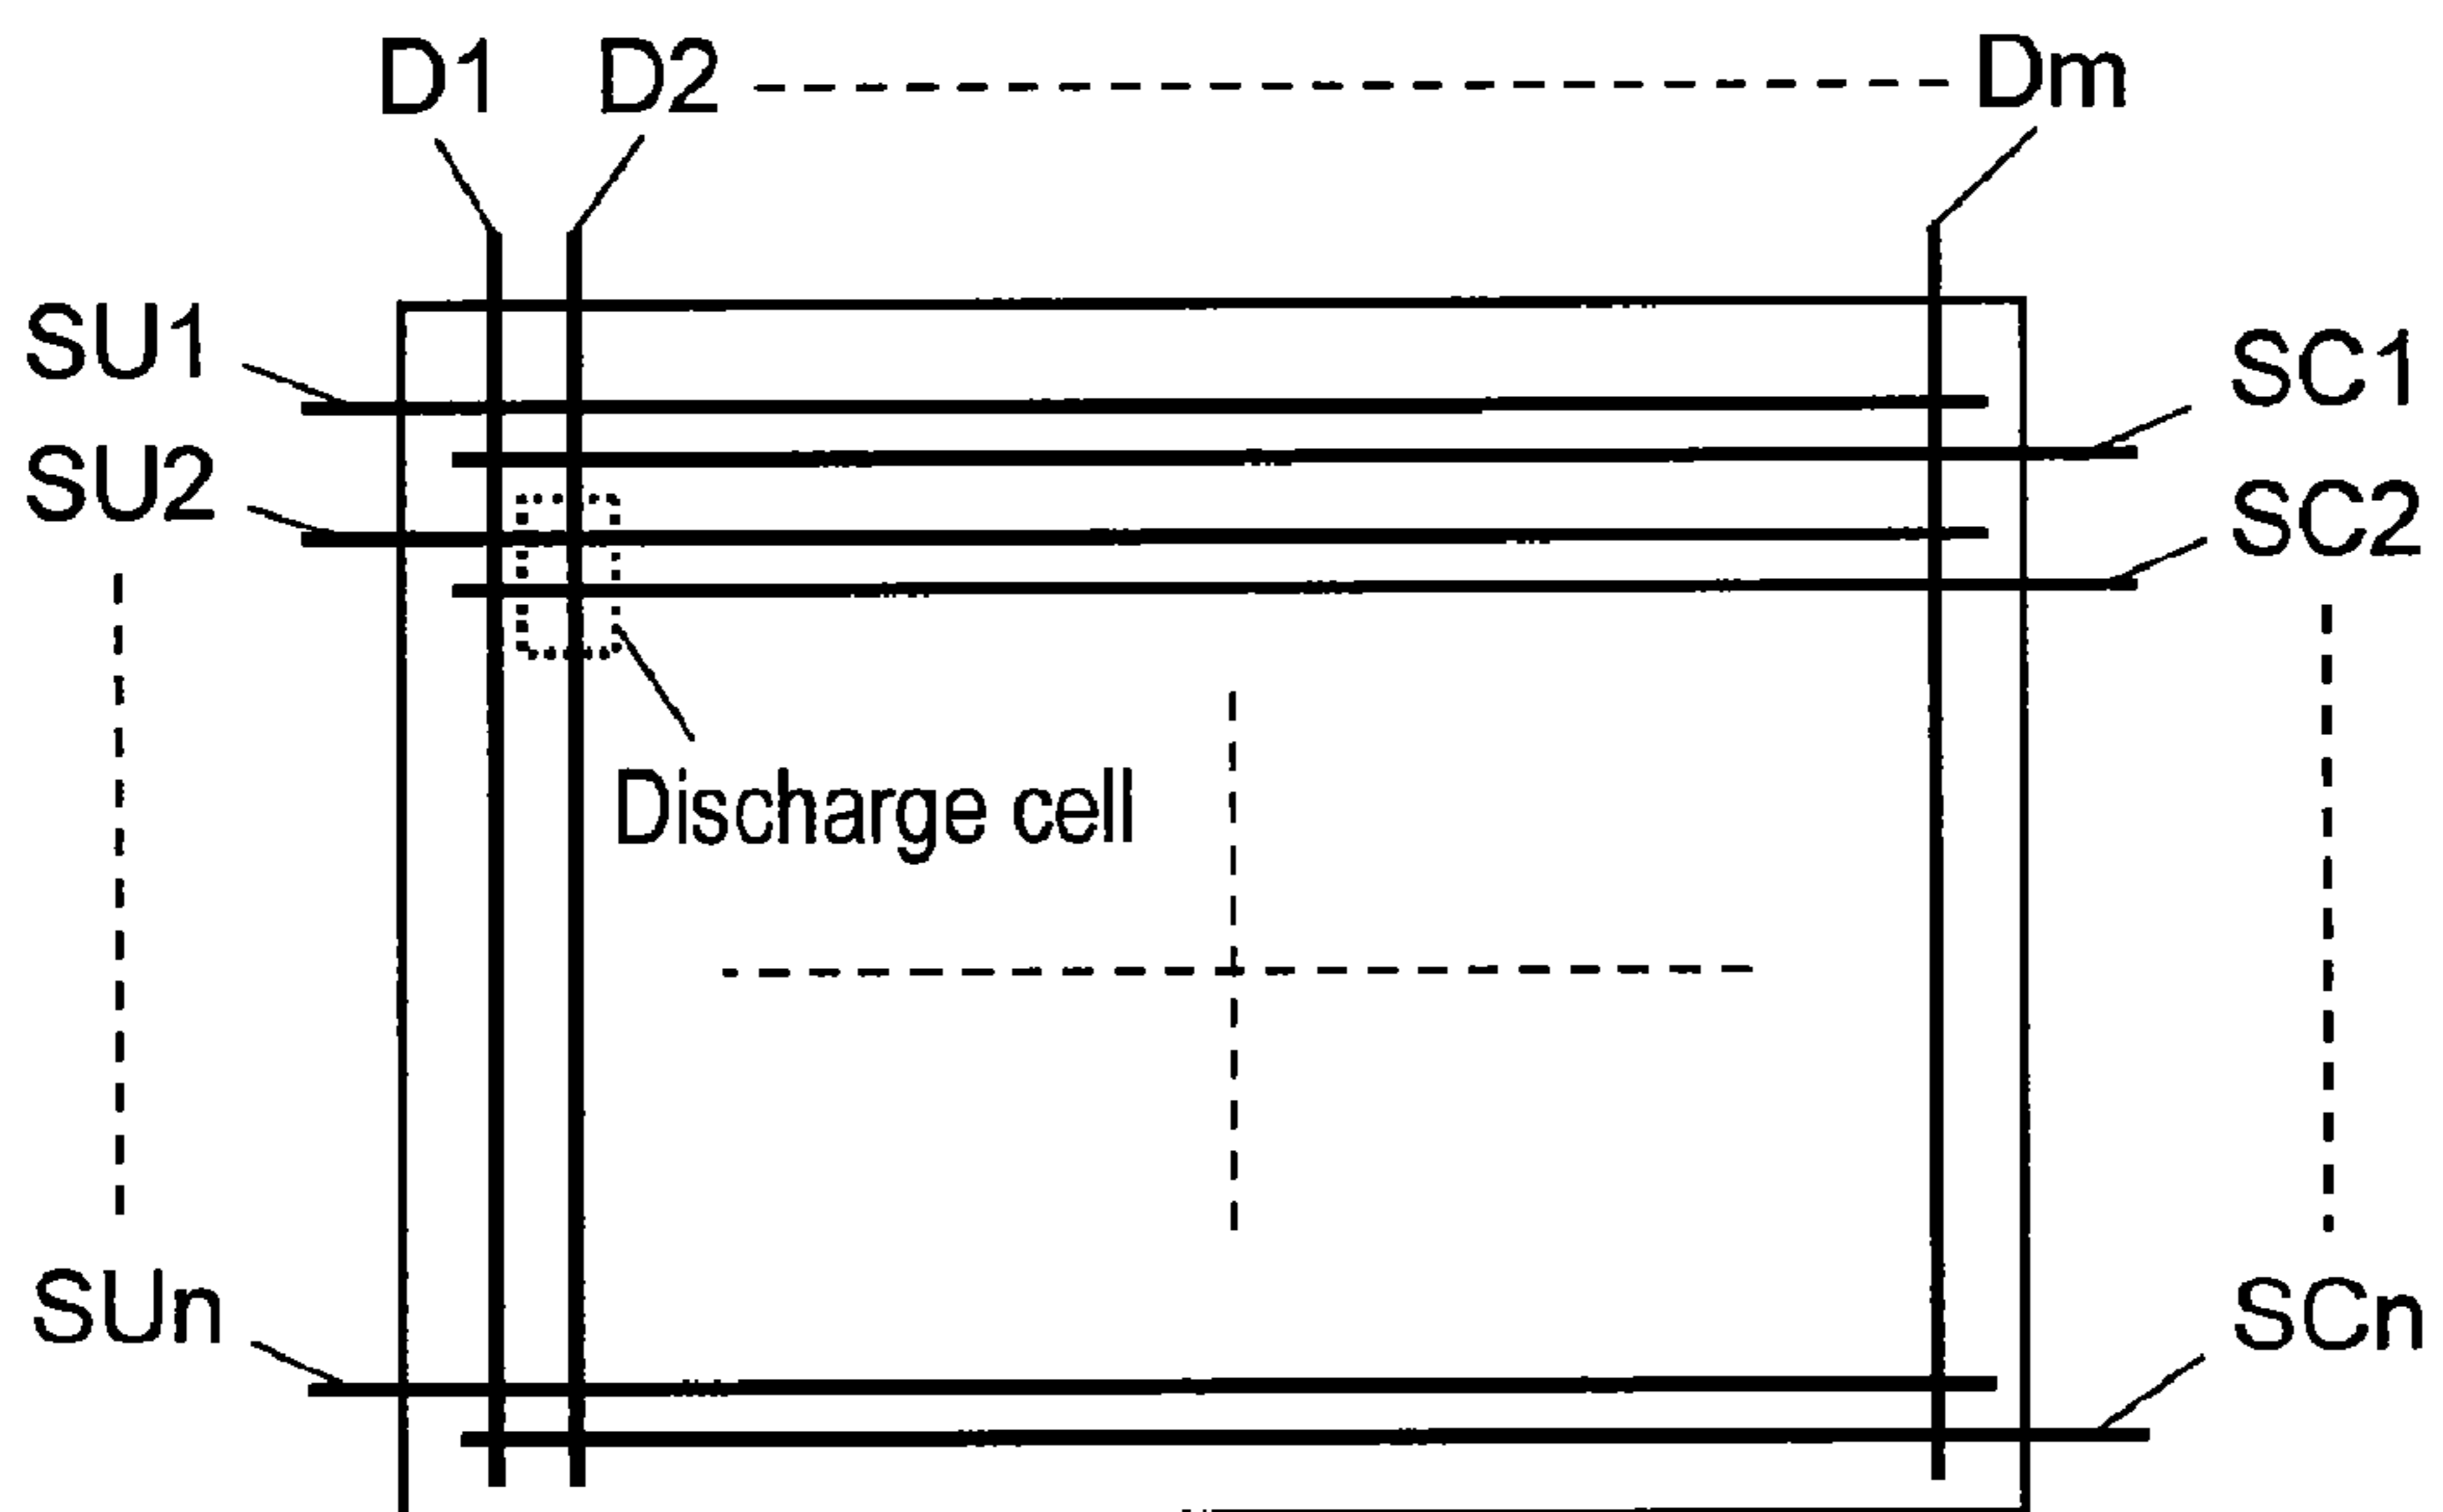 D1 D2 Dm
SU1
SC1
SU2
SC2
Discharge cell
SUn
SCn